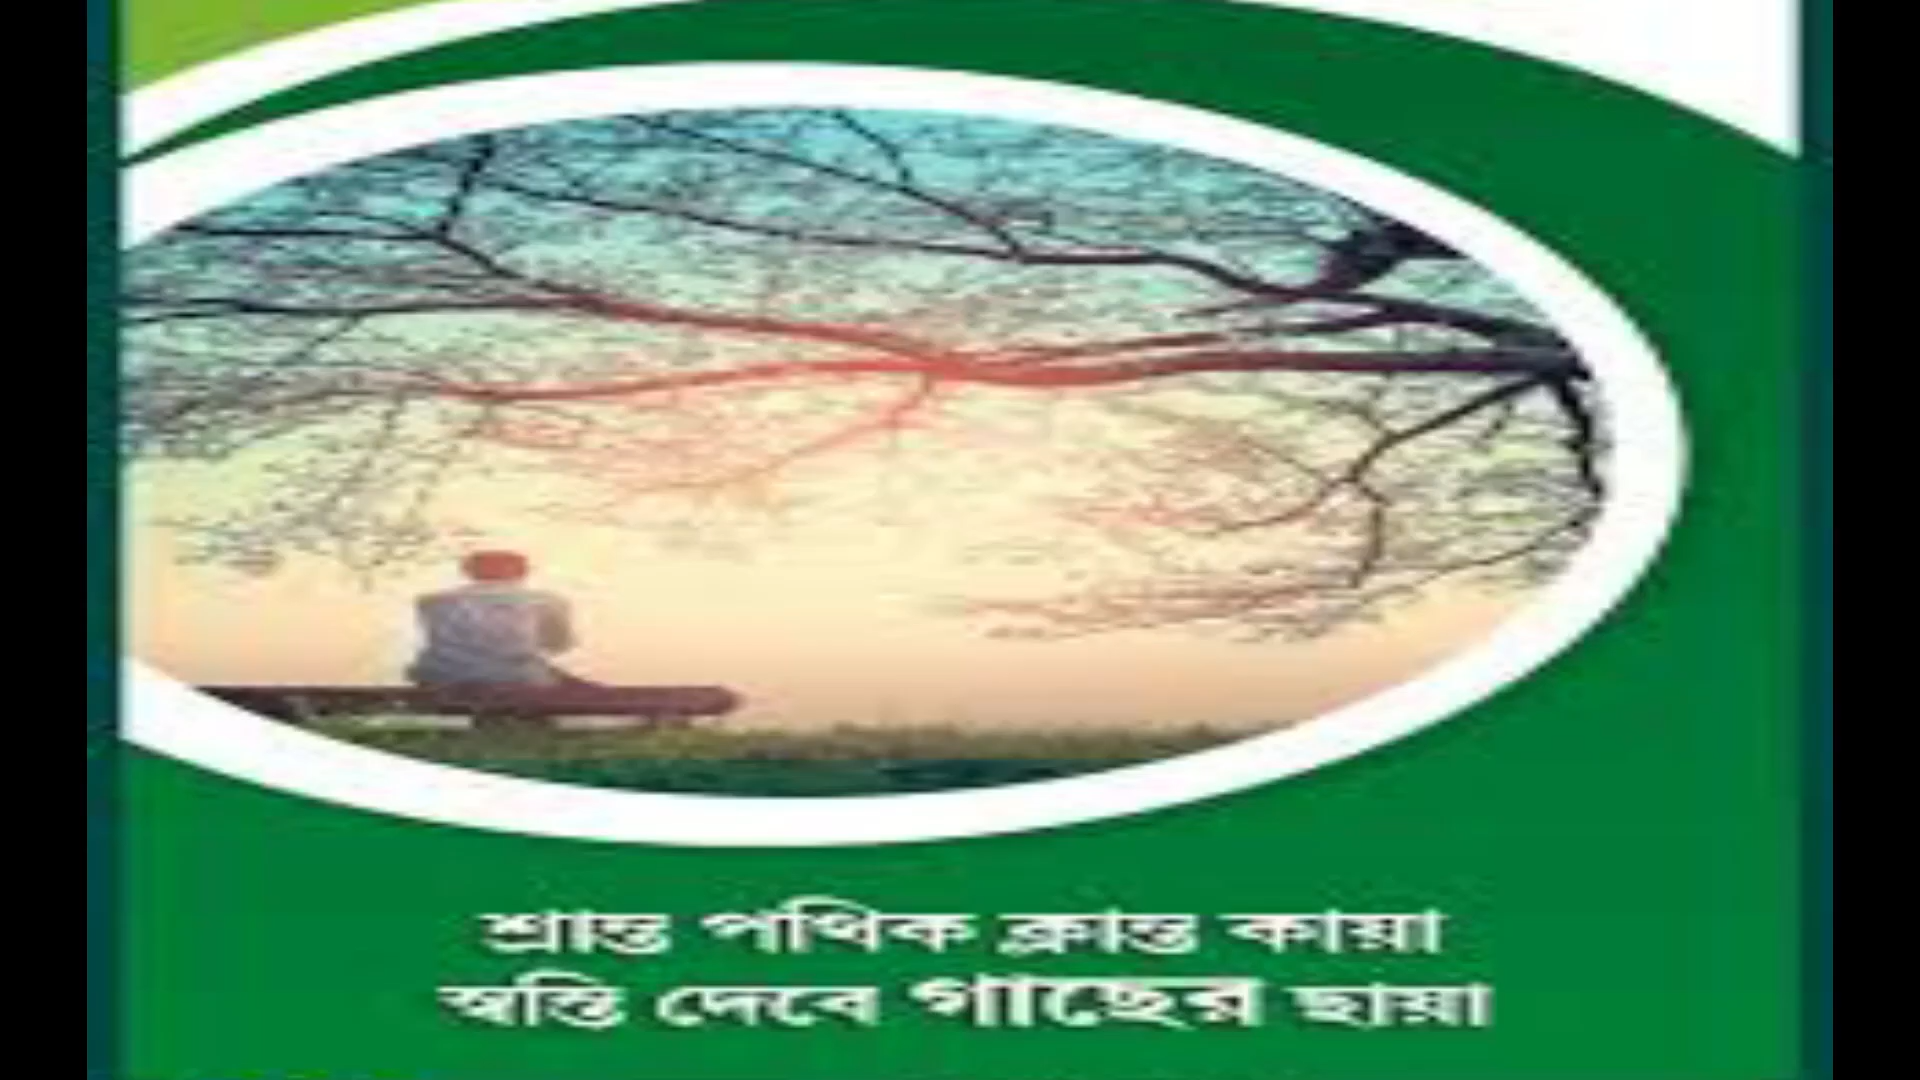 শ্রান্ত পথিক ক্লান্ত কায়া
স্বস্তি দেবে গাছের ছায়া